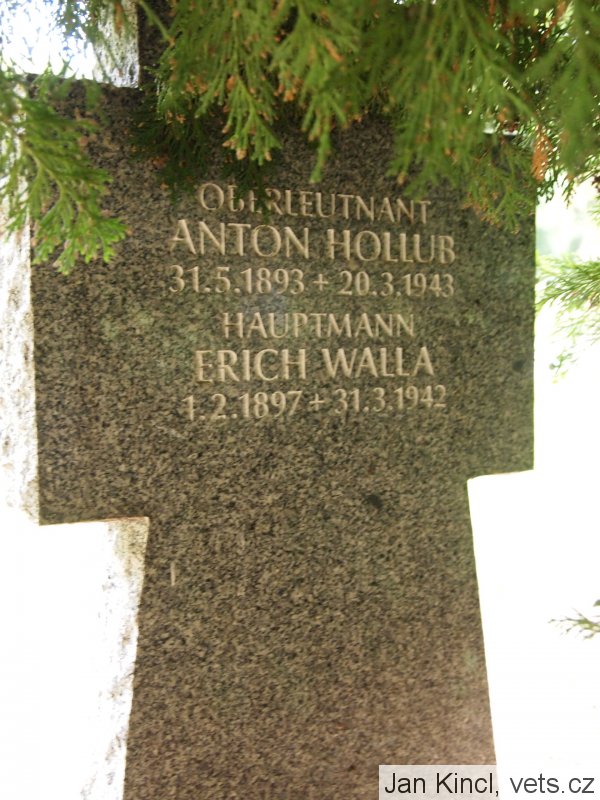 OBERLEUTNANT
ANTON HOLLUB
31.5.1893 + 20.3.1943
HAUPTMANN
ERICH WALLA
1.2.1897 + 31.3.1942
Jan Kincl, vets.cz